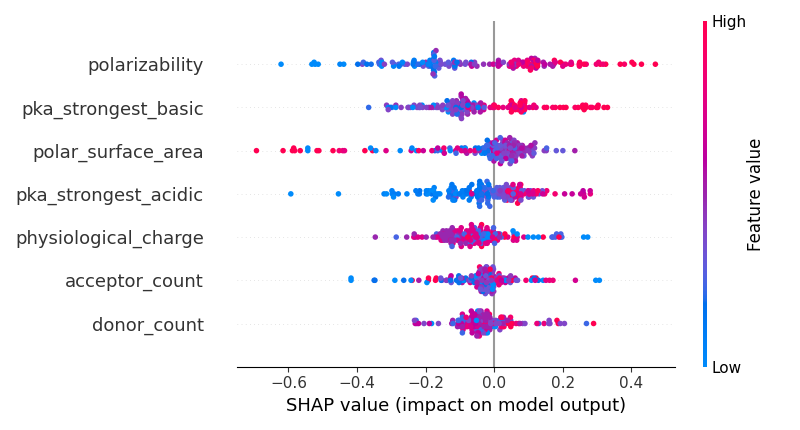 High
polarizability
pka_strongest_basic
polar_surface_area
pka_strongest_acidic
physiological_charge
acceptor_count
donor_count
Feature value
Low
−0.6 −0.4 −0.2 0.0 0.2 0.4
SHAP value (impact on model output)